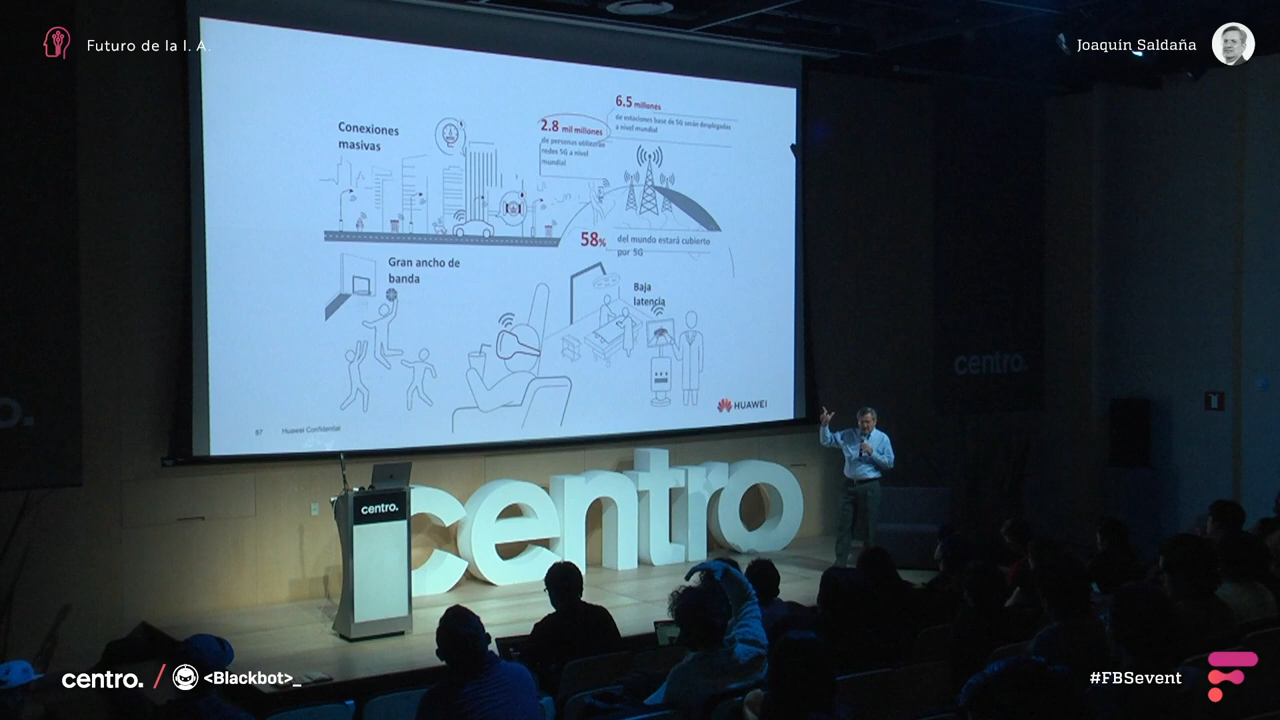 Futuro de la I. A.
Joaquín Saldaña
Conexiones
masivas
2.8 mil millones
de personas utilizarán
redes 5G a nivel
mundial
6.5 millones
de estaciones base de 5G serán desplegadas
a nivel mundial
58%
del mundo estará cubierto
por 5G
Gran ancho de
banda
Baja
latencia
HUAWEI
87
Huawei Confidential
centro.
centro.
centro
o.
centro. / <Blackbot>_
#FBSevent